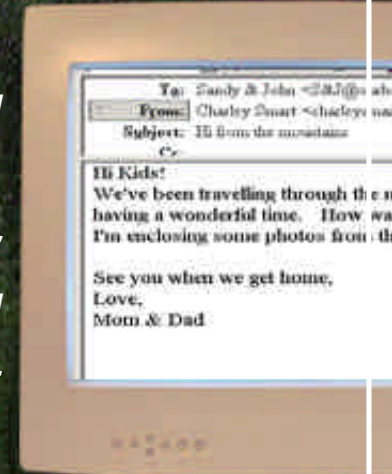 To: Sandy & John
From: Charley Smart
Subject: Hi from the mountains
Hi Kids!
We've been travelling through the
having a wonderful time. How
I'm enclosing some photos from
See you when we get home,
Love,
Mom & Dad